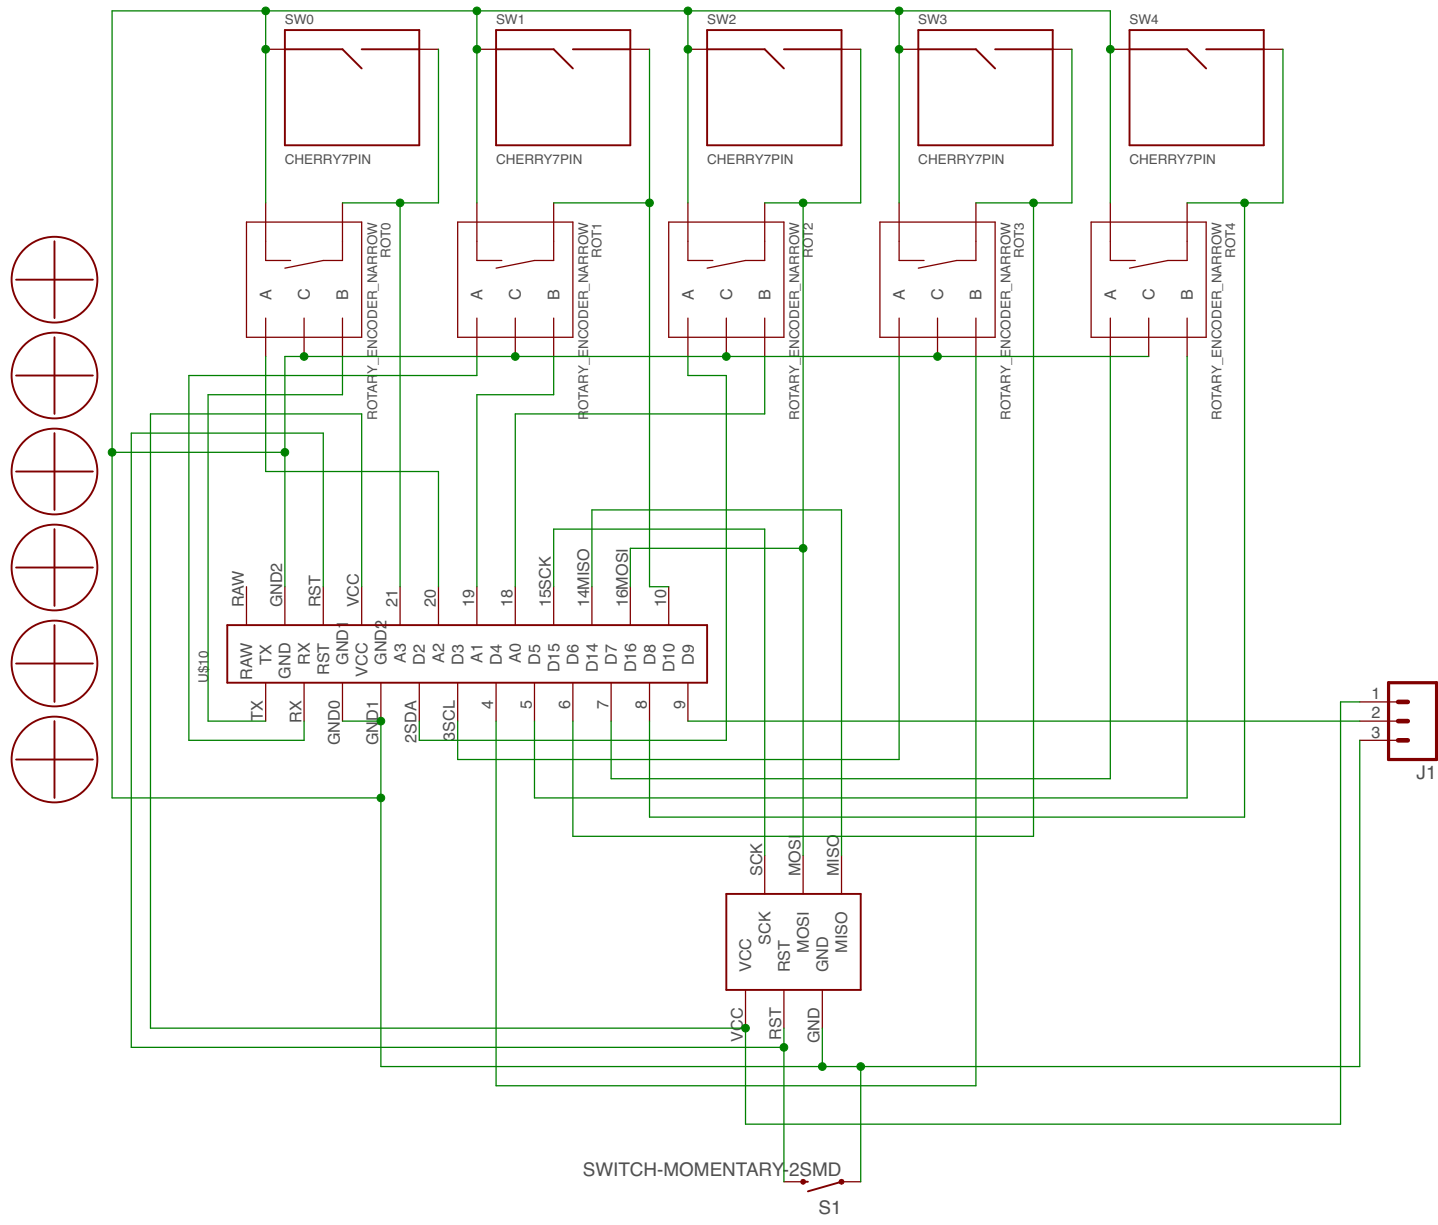 SW0
SW1
SW2
SW3
SW4
CHERRY7PIN
CHERRY7PIN
CHERRY7PIN
CHERRY7PIN
CHERRY7PIN
A C B
ROTARY_ENCODER_NARROW
ROT0
A C B
ROTARY_ENCODER_NARROW
ROT1
A C B
ROTARY_ENCODER_NARROW
ROT2
A C B
ROTARY_ENCODER_NARROW
ROT3
A C B
ROTARY_ENCODER_NARROW
ROT4
RAW GND2 RST VCC 21 20 19 18 15SCK 14MISO 16MOSI 10
U$10
RAW TX GND RX RST GND1 VCC GND2 A3 D2 A2 D3 A1 D4 A0 D5 D15 D6 D14 D7 D16 D8 D10 D9
TX RX GND0 GND1 2SDA 3SCL 4 5 6 7 8 9
1
2
3
J1
SCK MOSI MISO
VCC SCK RST MOSI GND MISO
VCC RST GND
SWITCH-MOMENTARY-2SMD
S1